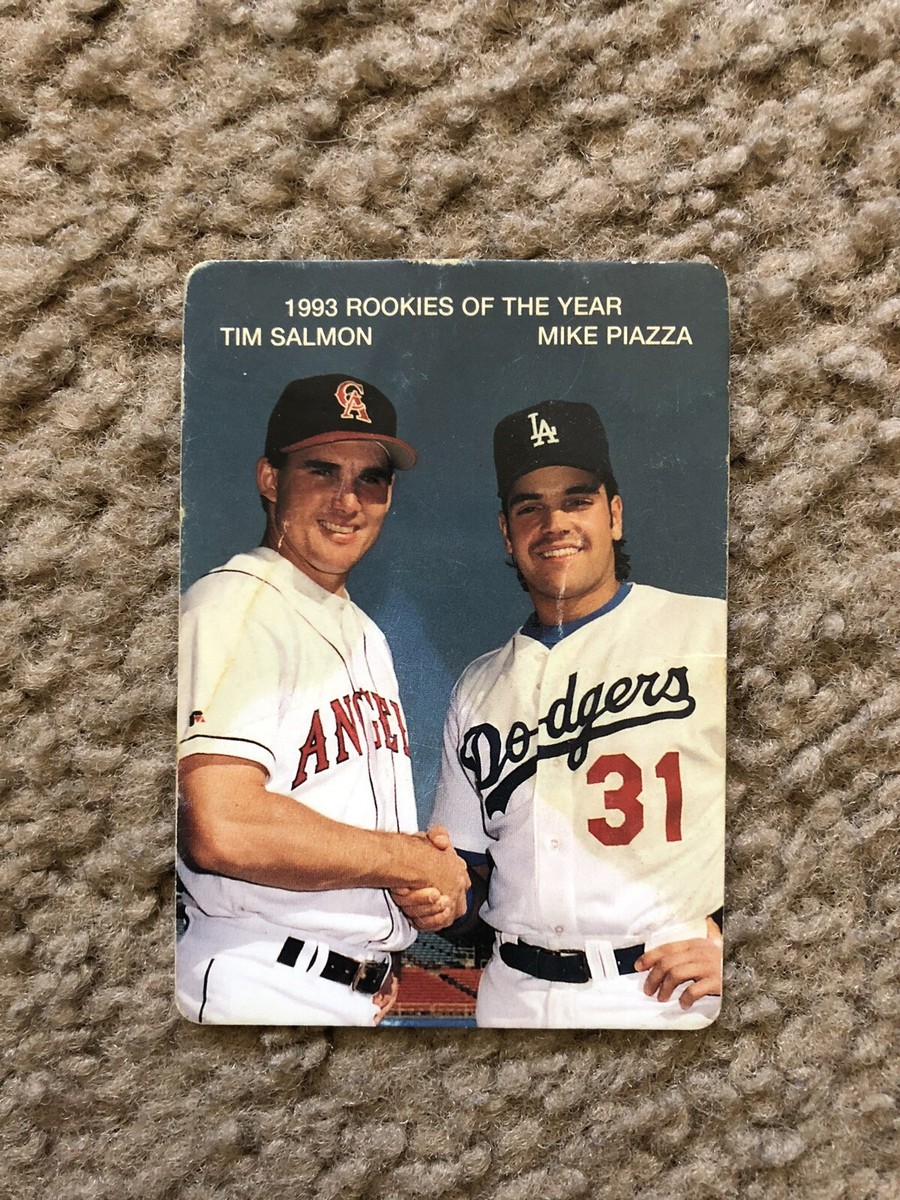 1993 ROOKIES OF THE YEAR
TIM SALMON MIKE PIAZZA
CA
LA
ANGEL
Dodgers
31